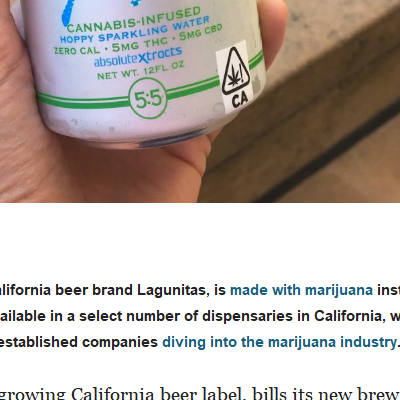 CANNABIS-INFUSED
HOPPY SPARKLING WATER
ZERO CAL · 5MG THC · 5MG CBD
absoluteXtracts
NET WT. 12FL OZ
5:5
CA
alifornia beer brand Lagunitas, is made with marijuana inst
ailable in a select number of dispensaries in California, w
established companies diving into the marijuana industry.
growing California beer label, bills its new brew